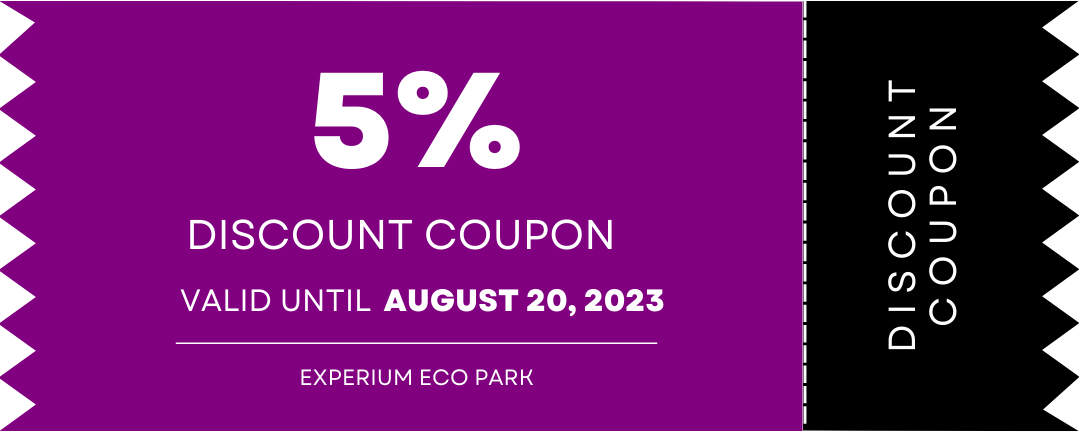 5%
DISCOUNT COUPON
VALID UNTIL AUGUST 20, 2023
EXPERIUM ECO PARK
DISCOUNT
COUPON